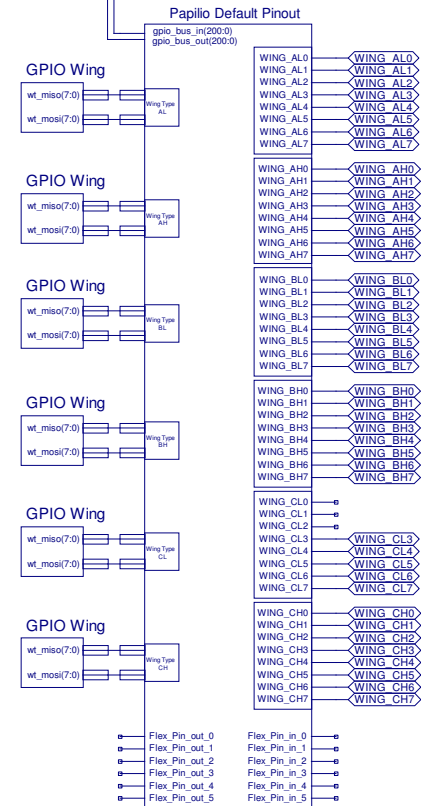 Papilio Default Pinout
gpio_bus_in(200:0)
gpio_bus_out(200:0)
GPIO Wing
wt_miso(7:0)
wt_mosi(7:0)
Wing Type
AL
WING_AL0 WING_AL0
WING_AL1 WING_AL1
WING_AL2 WING_AL2
WING_AL3 WING_AL3
WING_AL4 WING_AL4
WING_AL5 WING_AL5
WING_AL6 WING_AL6
WING_AL7 WING_AL7
GPIO Wing
wt_miso(7:0)
wt_mosi(7:0)
Wing Type
AH
WING_AH0 WING_AH0
WING_AH1 WING_AH1
WING_AH2 WING_AH2
WING_AH3 WING_AH3
WING_AH4 WING_AH4
WING_AH5 WING_AH5
WING_AH6 WING_AH6
WING_AH7 WING_AH7
GPIO Wing
wt_miso(7:0)
wt_mosi(7:0)
Wing Type
BL
WING_BL0 WING_BL0
WING_BL1 WING_BL1
WING_BL2 WING_BL2
WING_BL3 WING_BL3
WING_BL4 WING_BL4
WING_BL5 WING_BL5
WING_BL6 WING_BL6
WING_BL7 WING_BL7
GPIO Wing
wt_miso(7:0)
wt_mosi(7:0)
Wing Type
BH
WING_BH0 WING_BH0
WING_BH1 WING_BH1
WING_BH2 WING_BH2
WING_BH3 WING_BH3
WING_BH4 WING_BH4
WING_BH5 WING_BH5
WING_BH6 WING_BH6
WING_BH7 WING_BH7
GPIO Wing
wt_miso(7:0)
wt_mosi(7:0)
Wing Type
CL
WING_CL0
WING_CL1
WING_CL2
WING_CL3 WING_CL3
WING_CL4 WING_CL4
WING_CL5 WING_CL5
WING_CL6 WING_CL6
WING_CL7 WING_CL7
GPIO Wing
wt_miso(7:0)
wt_mosi(7:0)
Wing Type
CH
WING_CH0 WING_CH0
WING_CH1 WING_CH1
WING_CH2 WING_CH2
WING_CH3 WING_CH3
WING_CH4 WING_CH4
WING_CH5 WING_CH5
WING_CH6 WING_CH6
WING_CH7 WING_CH7
Flex_Pin_out_0 Flex_Pin_in_0
Flex_Pin_out_1 Flex_Pin_in_1
Flex_Pin_out_2 Flex_Pin_in_2
Flex_Pin_out_3 Flex_Pin_in_3
Flex_Pin_out_4 Flex_Pin_in_4
Flex_Pin_out_5 Flex_Pin_in_5